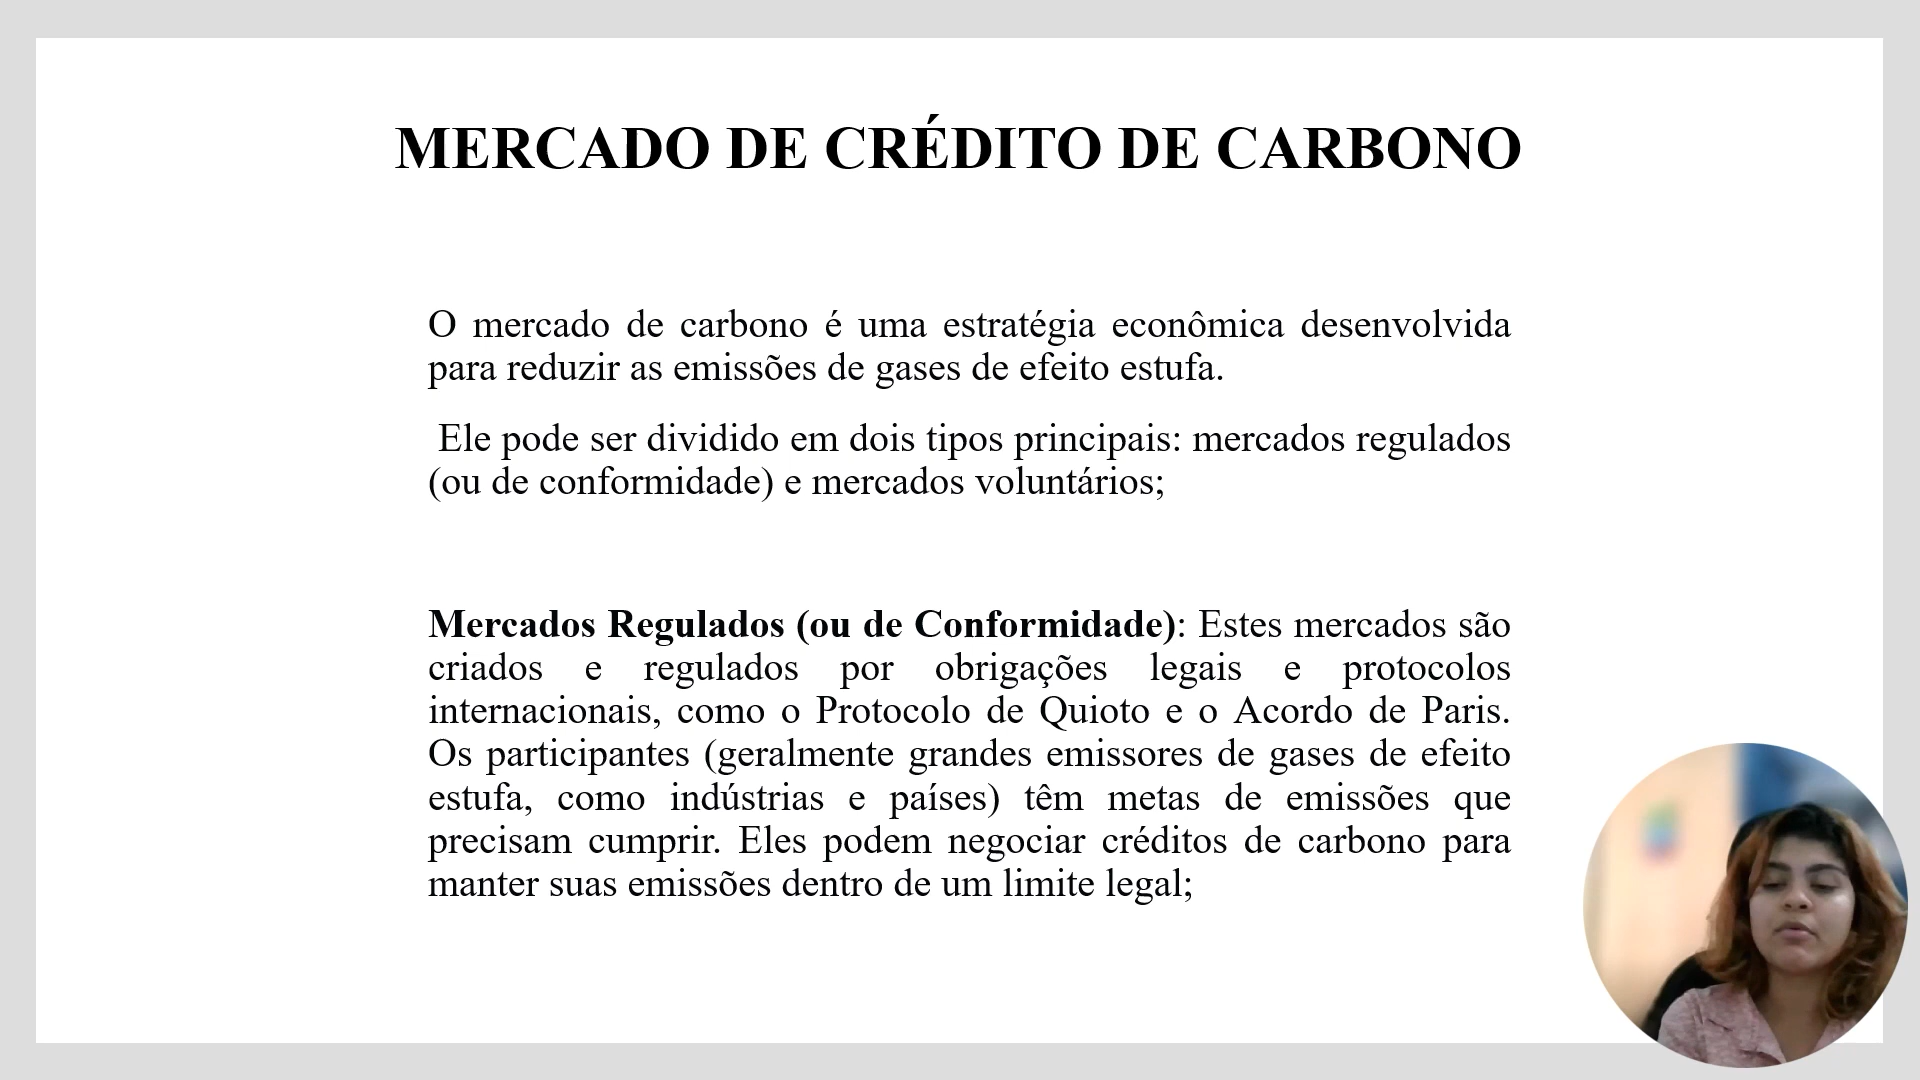 MERCADO DE CRÉDITO DE CARBONO
O mercado de carbono é uma estratégia econômica desenvolvida
para reduzir as emissões de gases de efeito estufa.
Ele pode ser dividido em dois tipos principais: mercados regulados
(ou de conformidade) e mercados voluntários;
Mercados Regulados (ou de Conformidade): Estes mercados são
criados e regulados por obrigações legais e protocolos
internacionais, como o Protocolo de Quioto e o Acordo de Paris.
Os participantes (geralmente grandes emissores de gases de efeito
estufa, como indústrias e países) têm metas de emissões que
precisam cumprir. Eles podem negociar créditos de carbono para
manter suas emissões dentro de um limite legal;